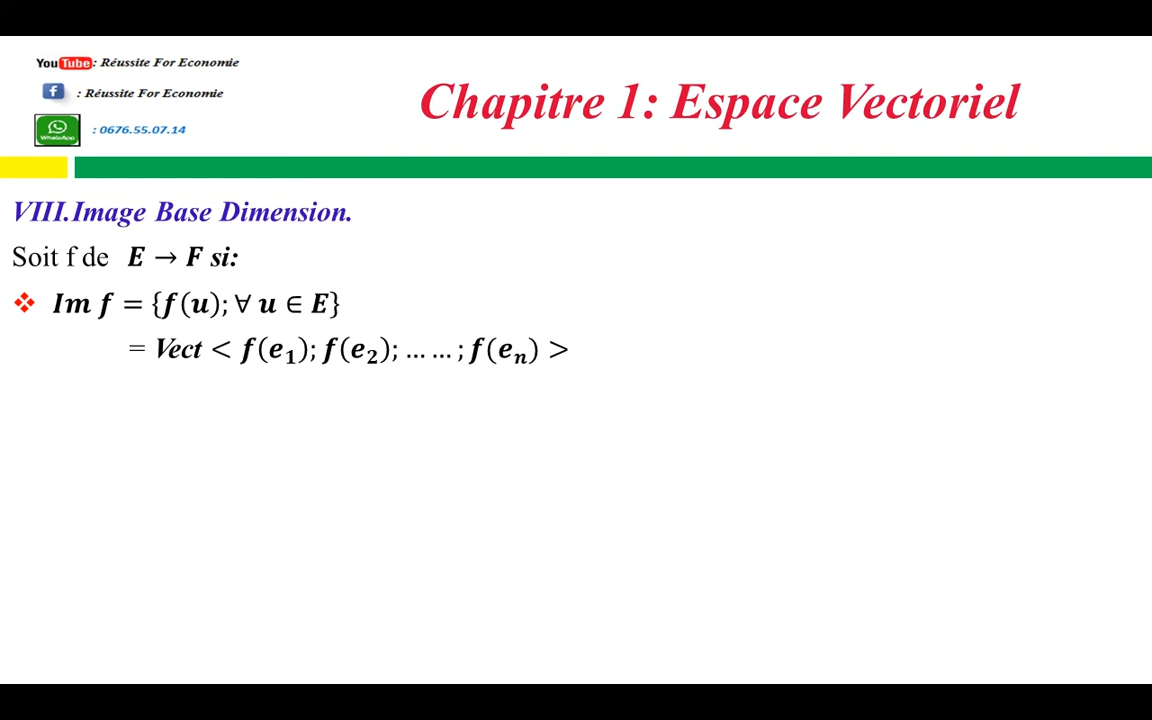 YouTube : Réussite For Economie
f : Réussite For Economie
WhatsApp : 0676.55.07.14
Chapitre 1: Espace Vectoriel
VIII.Image Base Dimension.
Soit f de E → F si:
❖ Im f = {f(u); ∀ u ∈ E}
= Vect < f(e₁); f(e₂); … … ; f(eₙ) >